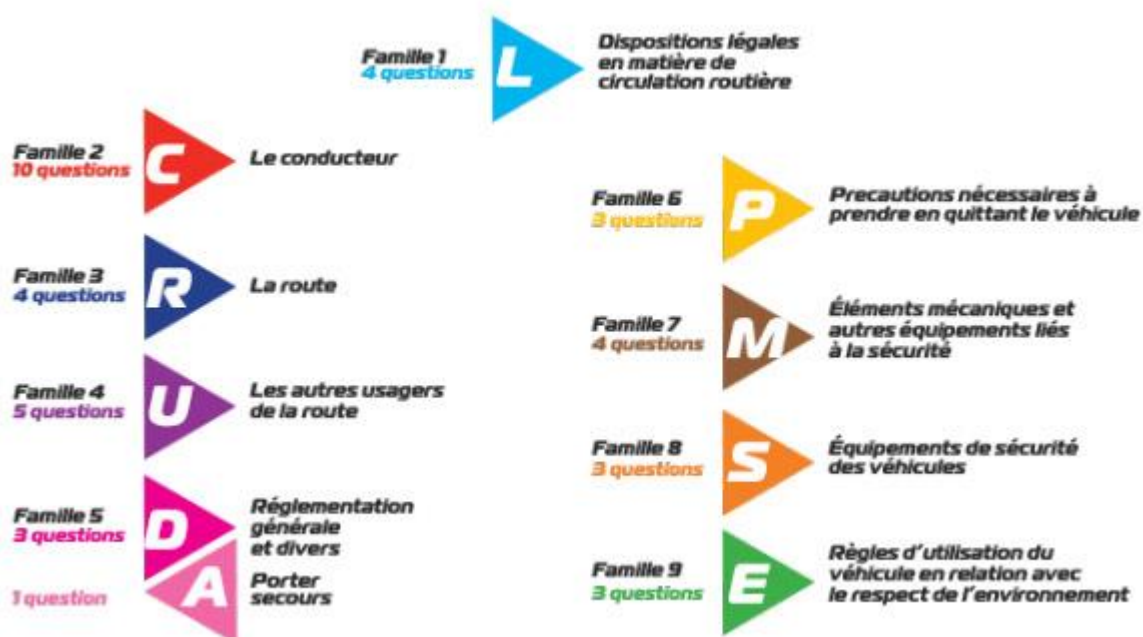 Famille 1
4 questions
L
Dispositions légales
en matière de
circulation routière
Famille 2
10 questions
C
Le conducteur
Famille 3
4 questions
R
La route
Famille 4
5 questions
U
Les autres usagers
de la route
Famille 5
3 questions
D
Réglementation
générale
et divers
1 question
A
Porter
secours
Famille 6
3 questions
P
Precautions nécessaires à
prendre en quittant le véhicule
Famille 7
4 questions
M
Éléments mécaniques et
autres équipements liés
à la sécurité
Famille 8
3 questions
S
Équipements de sécurité
des véhicules
Famille 9
3 questions
E
Règles d'utilisation du
véhicule en relation avec
le respect de l'environnement